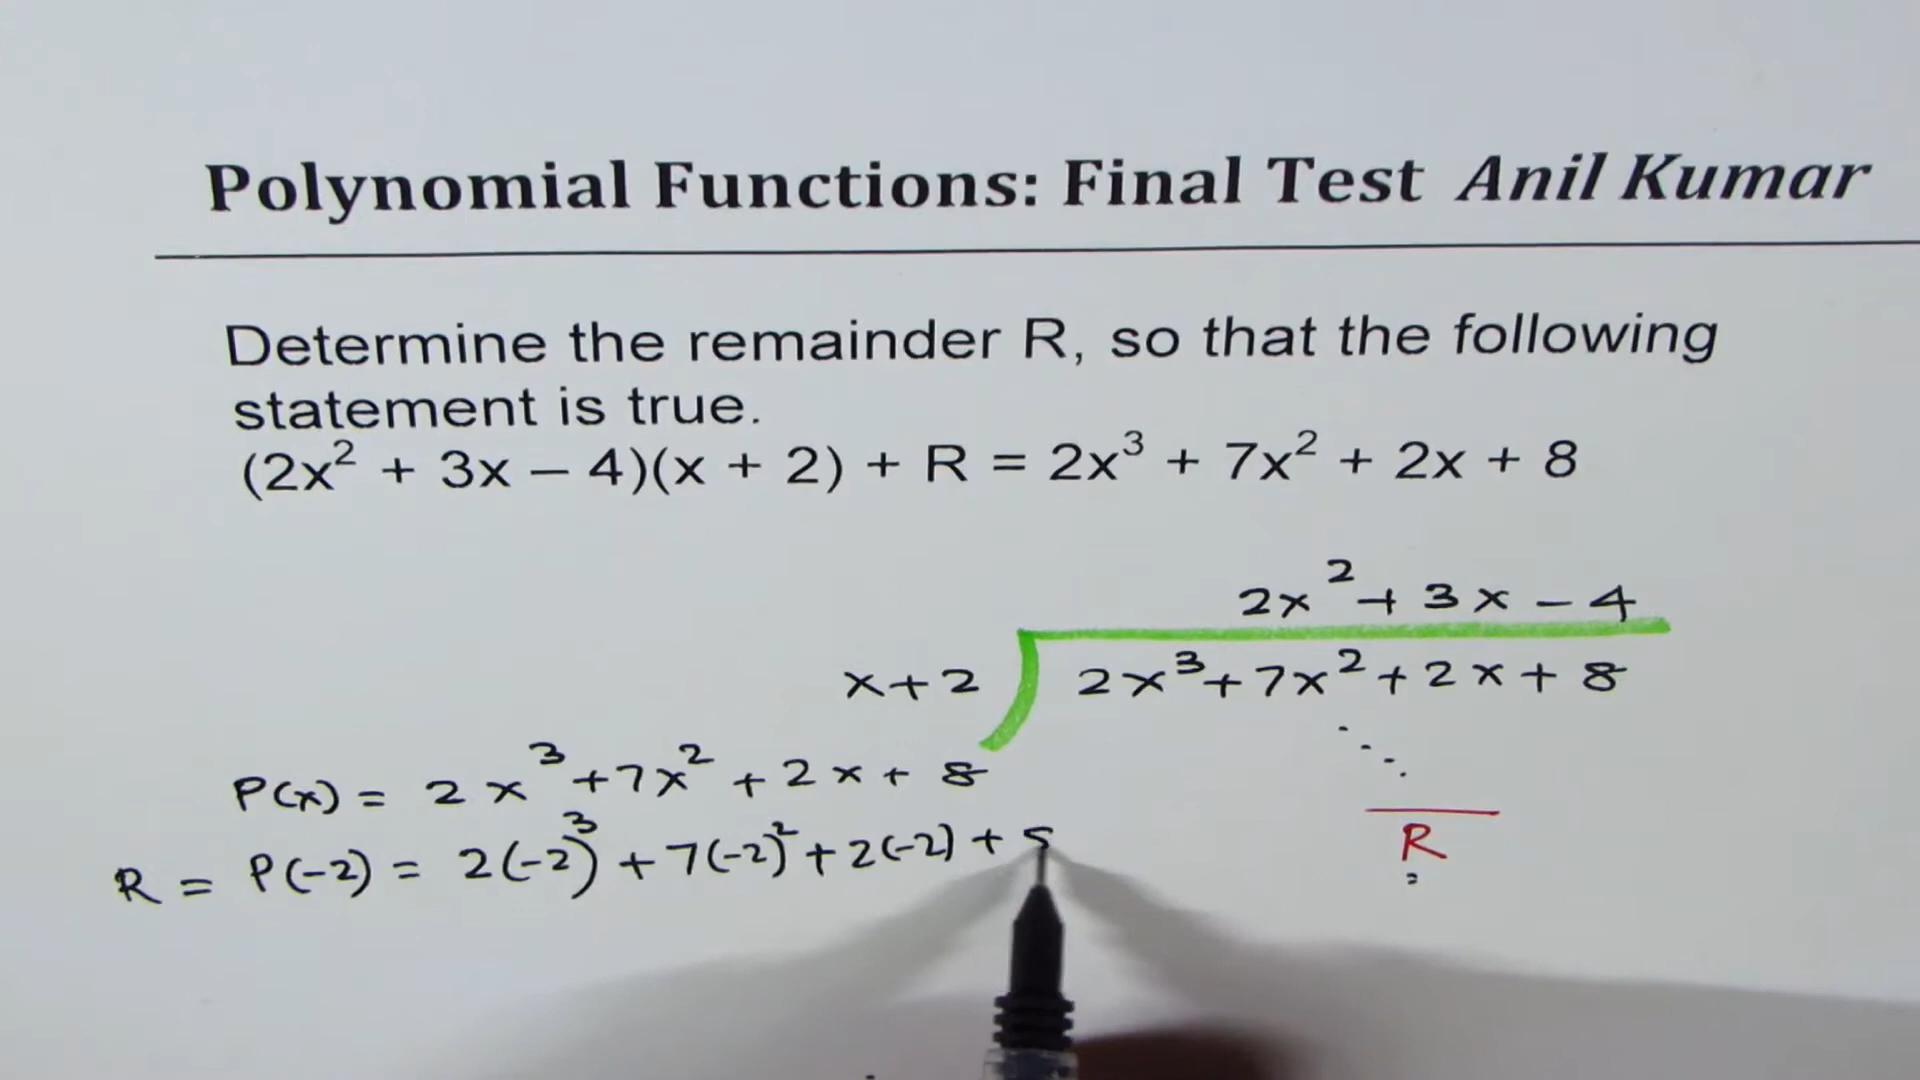 Polynomial Functions: Final Test Anil Kumar
Determine the remainder R, so that the following
statement is true.
(2x² + 3x – 4)(x + 2) + R = 2x³ + 7x² + 2x + 8
2x² + 3x – 4
x+2 2x³+7x²+2x+ 8
P(x) = 2x³+7x²+2x+ 8
R = P(-2) = 2(-2)³ + 7(-2)² + 2(-2) +
R